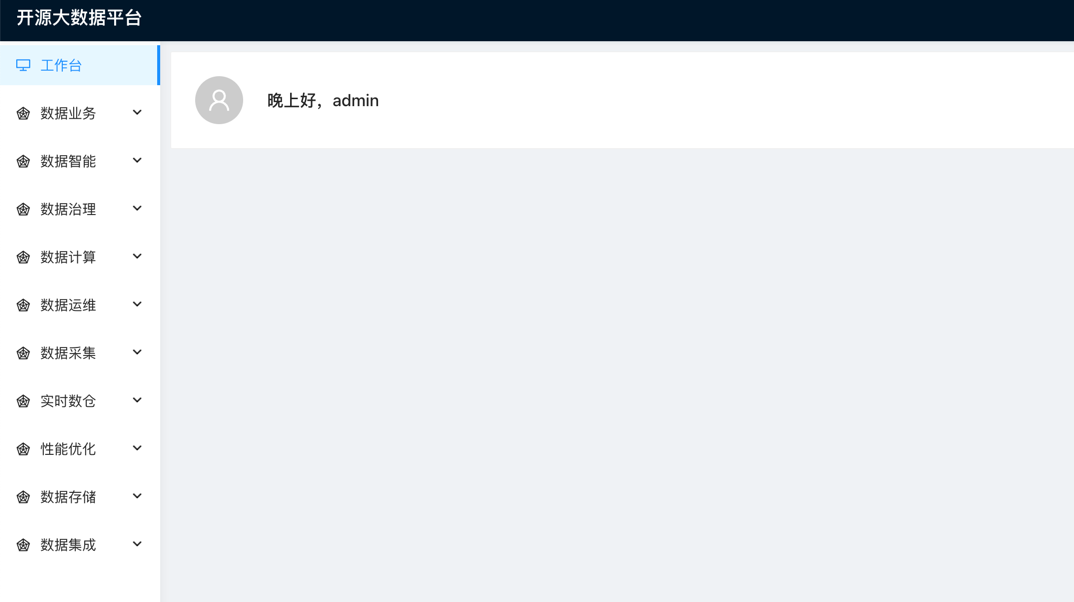 开源大数据平台
工作台
晚上好，admin
数据业务
数据智能
数据治理
数据计算
数据运维
数据采集
实时数仓
性能优化
数据存储
数据集成